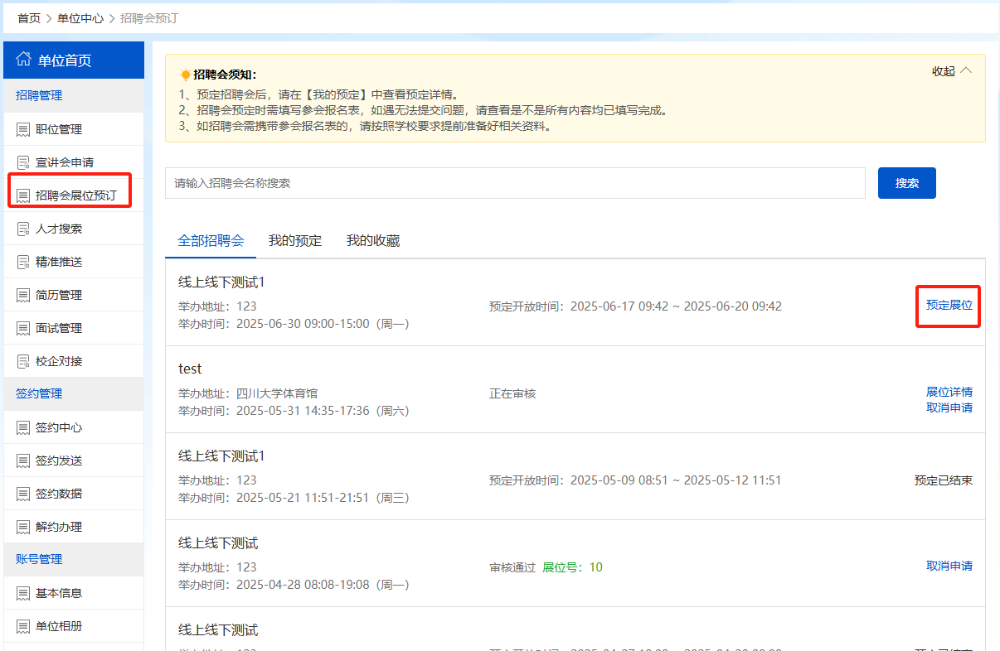 首页 > 单位中心 > 招聘会预订
单位首页
招聘管理
职位管理
宣讲会申请
招聘会展位预订
人才搜索
精准推送
简历管理
面试管理
校企对接
签约管理
签约中心
签约发送
签约数据
解约办理
账号管理
基本信息
单位相册
招聘会须知：
收起
1、预定招聘会后，请在【我的预定】中查看预定详情。
2、招聘会预定时需填写参会报名表，如遇无法提交问题，请查看是不是所有内容均已填写完成。
3、如招聘会需携带参会报名表的，请按照学校要求提前准备好相关资料。
请输入招聘会名称搜索
搜索
全部招聘会 我的预定 我的收藏
线上线下测试1
举办地址：123 预定开放时间：2025-06-17 09:42 ~ 2025-06-20 09:42 预定展位
举办时间：2025-06-30 09:00-15:00（周一）
test
举办地址：四川大学体育馆 正在审核 展位详情
举办时间：2025-05-31 14:35-17:36（周六） 取消申请
线上线下测试1
举办地址：123 预定开放时间：2025-05-09 08:51 ~ 2025-05-12 11:51 预定已结束
举办时间：2025-05-21 11:51-21:51（周三）
线上线下测试
举办地址：123 审核通过 展位号：10 取消申请
举办时间：2025-04-28 08:08-19:08（周一）
线上线下测试